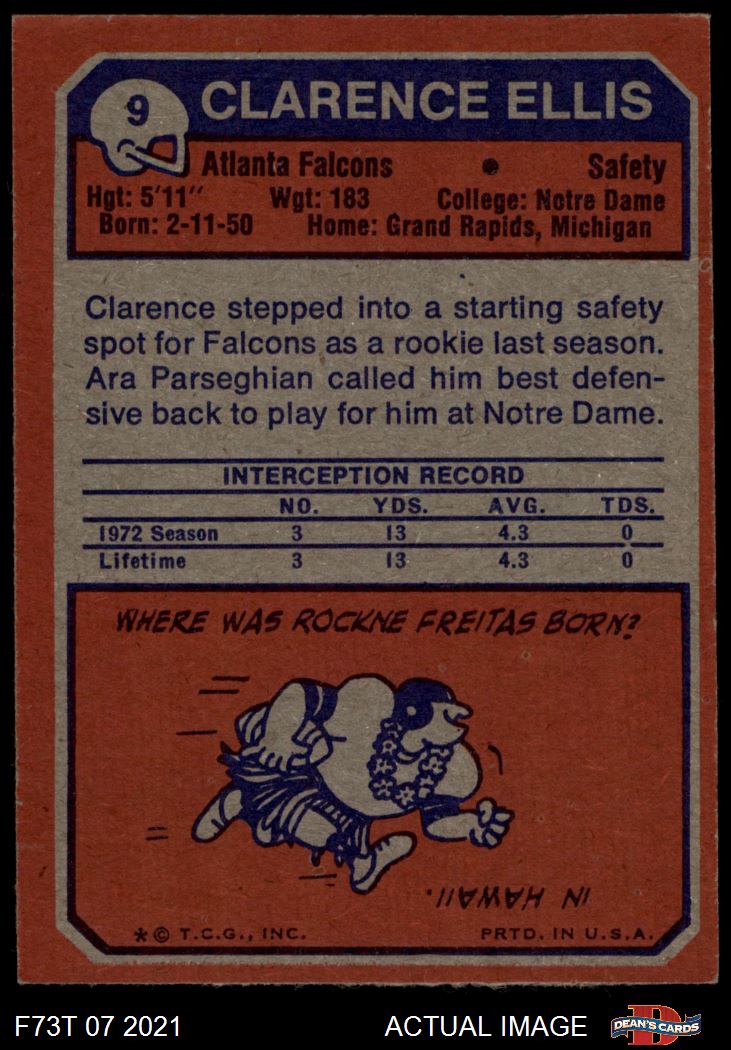 9 CLARENCE ELLIS
Atlanta Falcons • Safety
Hgt: 5'11" Wgt: 183 College: Notre Dame
Born: 2-11-50 Home: Grand Rapids, Michigan
Clarence stepped into a starting safety
spot for Falcons as a rookie last season.
Ara Parseghian called him best defen-
sive back to play for him at Notre Dame.
INTERCEPTION RECORD
NO. YDS. AVG. TDS.
1972 Season 3 13 4.3 0
Lifetime 3 13 4.3 0
WHERE WAS ROCKNE FREITAS BORN?
IN HAWAII.
* © T.C.G., INC. PRTD. IN U.S.A.
F73T 07 2021 ACTUAL IMAGE D DEAN'S CARDS